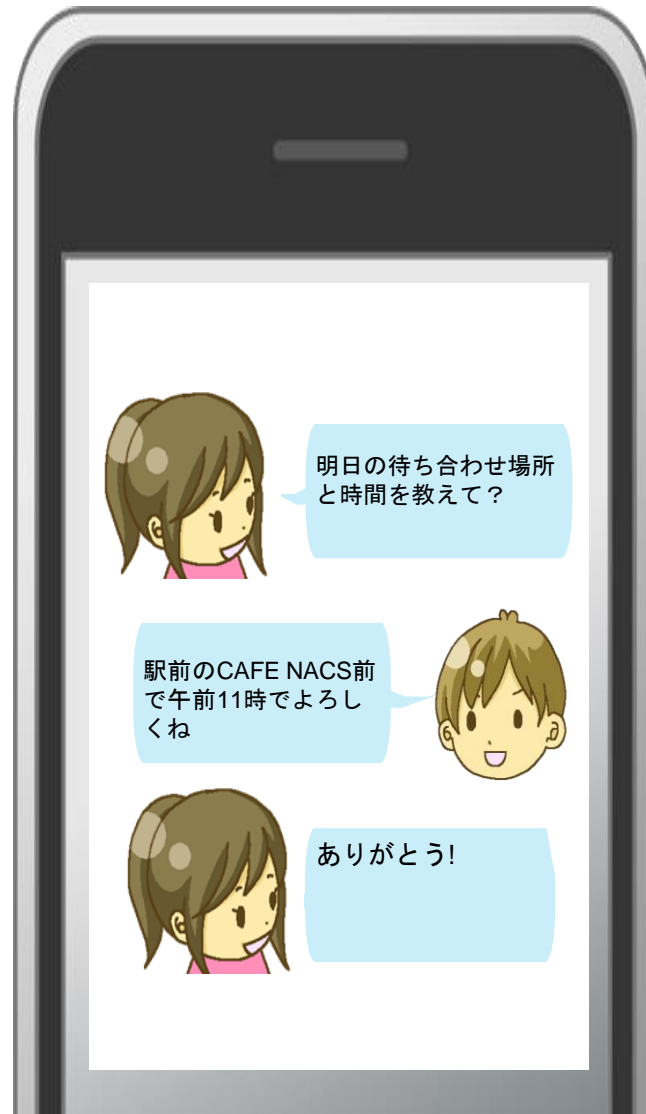 明日の待ち合わせ場所
と時間を教えて？
駅前のCAFE NACS前
で午前11時でよろし
くね
ありがとう!